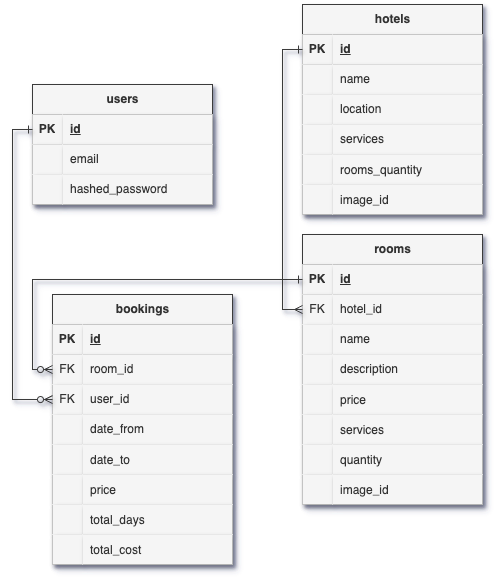 hotels
PK id
name
location
services
rooms_quantity
image_id
users
PK id
email
hashed_password
rooms
PK id
FK hotel_id
name
description
price
services
quantity
image_id
bookings
PK id
FK room_id
FK user_id
date_from
date_to
price
total_days
total_cost